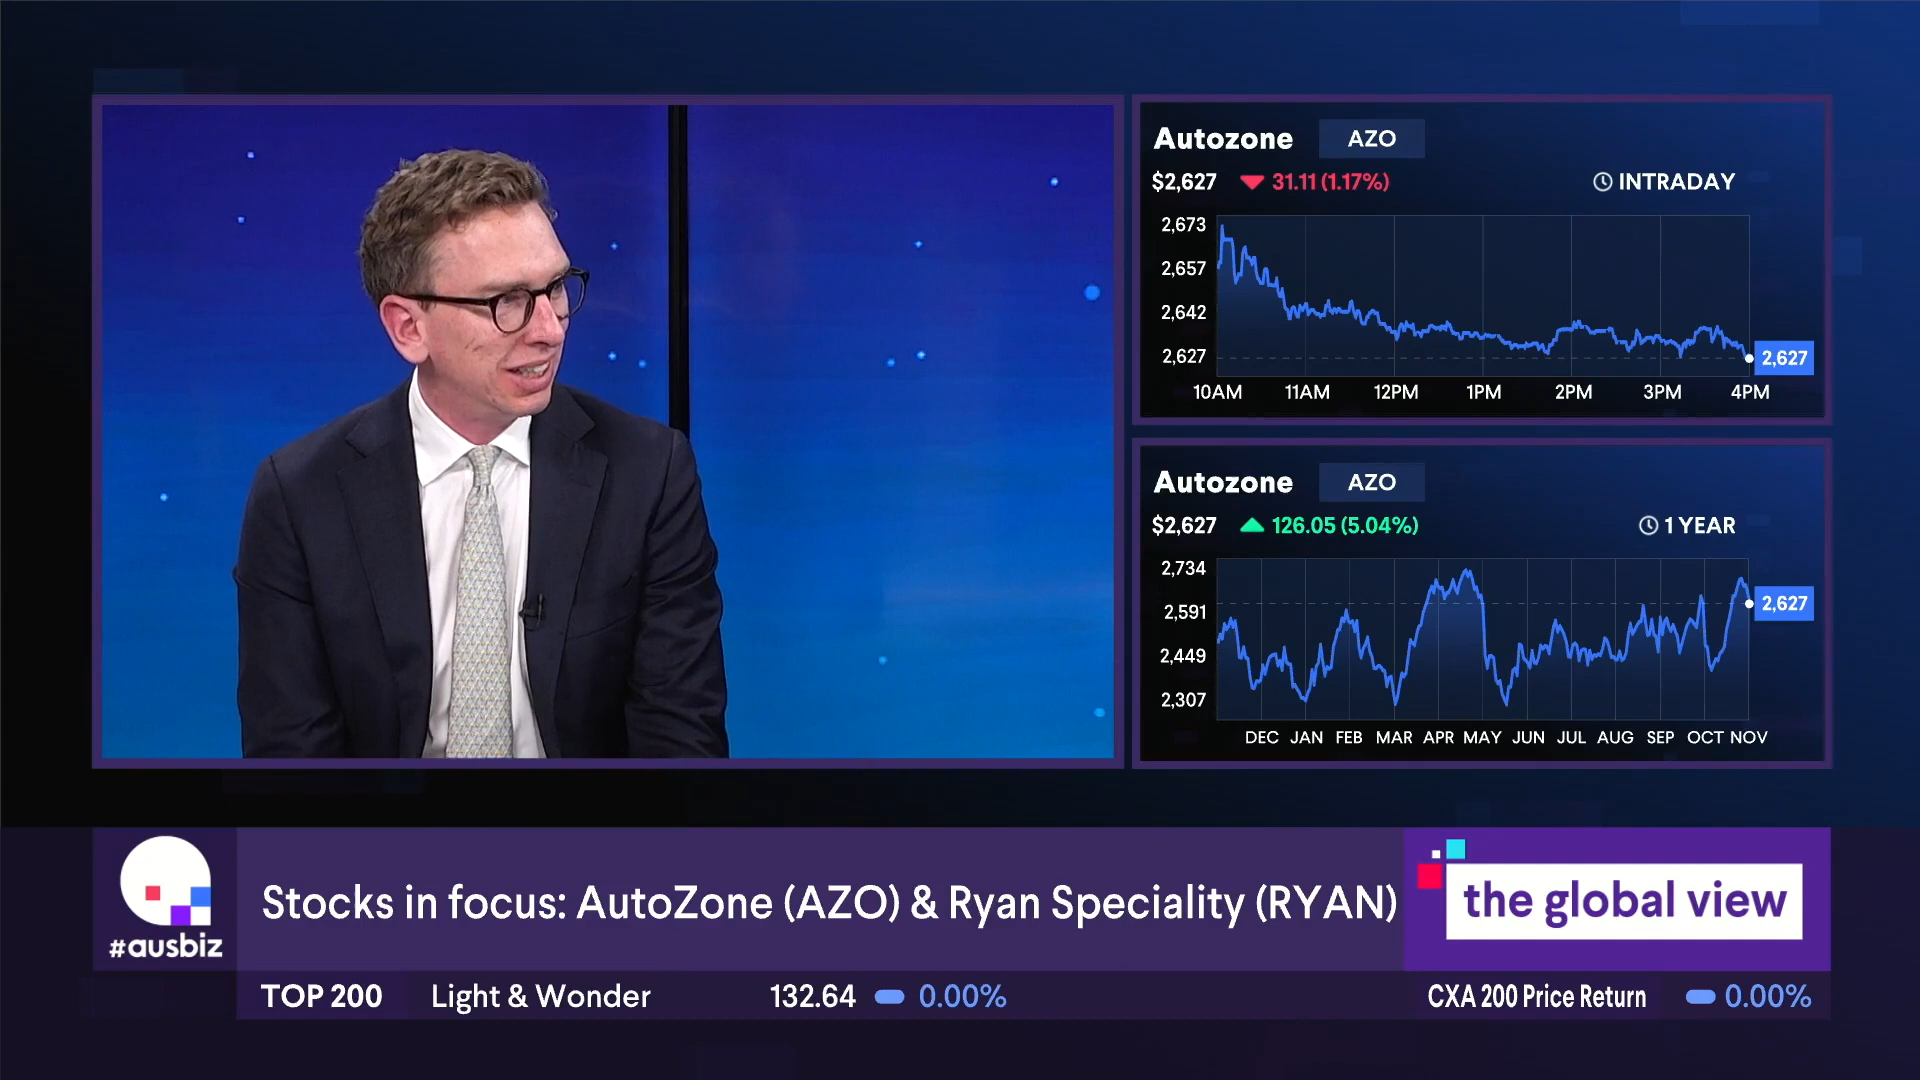 Autozone AZO
$2,627 31.11 (1.17%) INTRADAY
2,673
2,657
2,642
2,627
2,627
10AM 11AM 12PM 1PM 2PM 3PM 4PM
Autozone AZO
$2,627 126.05 (5.04%) 1 YEAR
2,734
2,591
2,627
2,449
2,307
DEC JAN FEB MAR APR MAY JUN JUL AUG SEP OCT NOV
Stocks in focus: AutoZone (AZO) & Ryan Speciality (RYAN)
the global view
#ausbiz
TOP 200 Light & Wonder 132.64 0.00% CXA 200 Price Return 0.00%